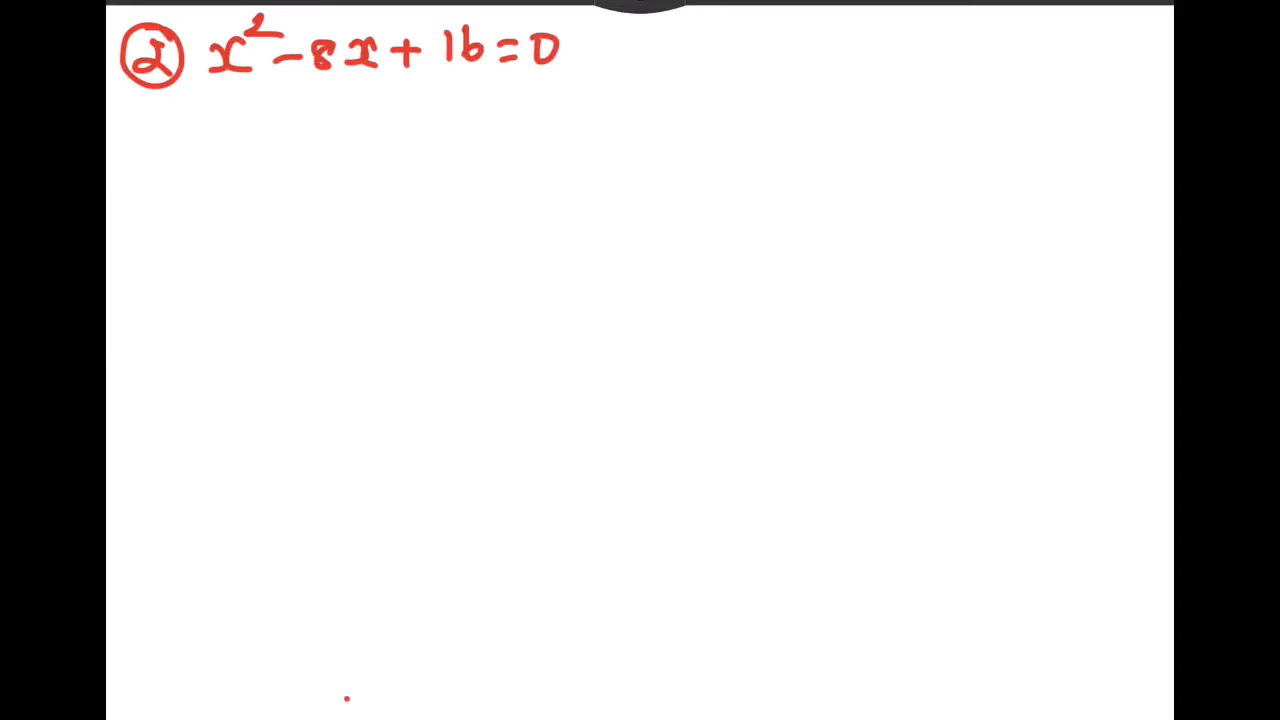 ② x² - 8x + 16 = 0